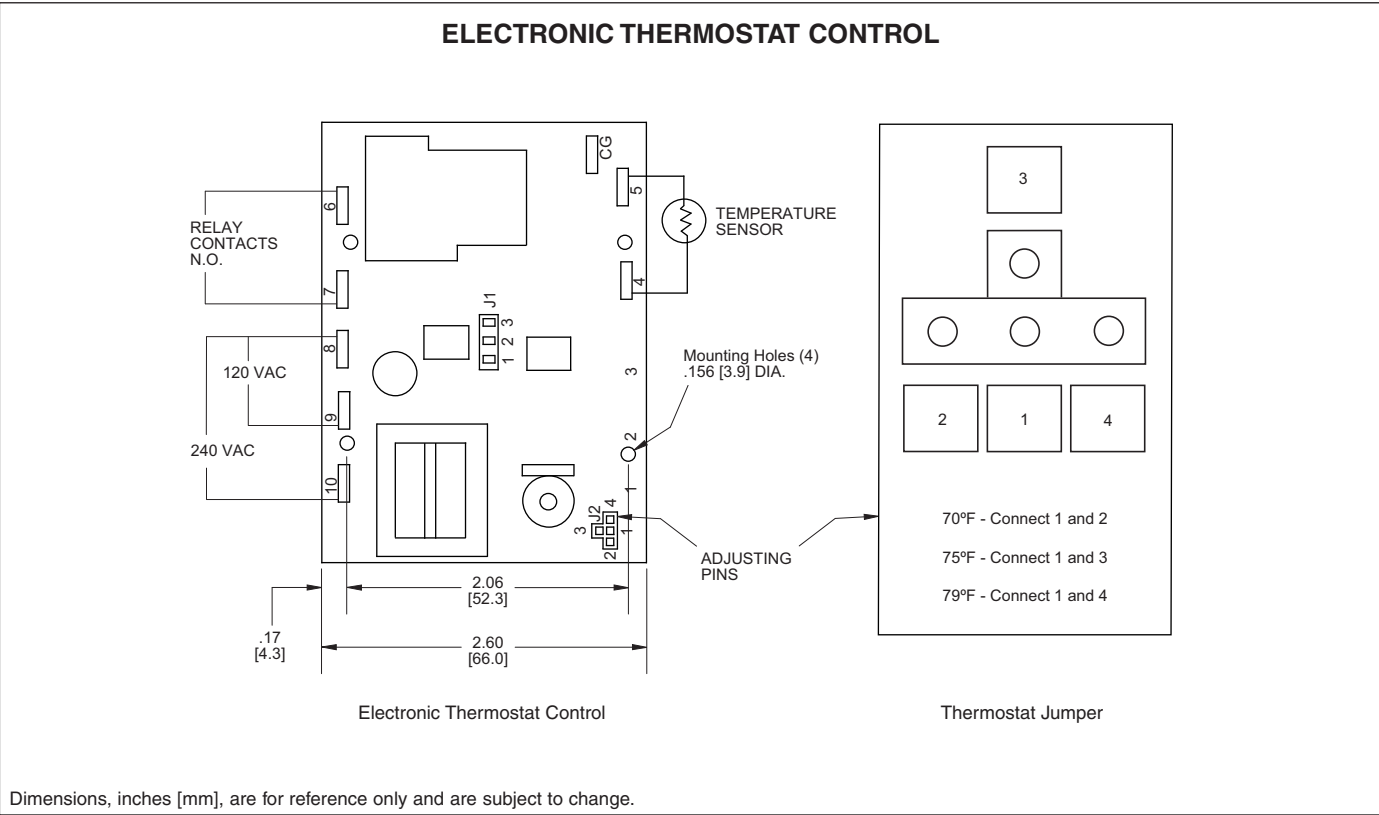 ELECTRONIC THERMOSTAT CONTROL
CG
5
6
RELAY
CONTACTS
N.O.
TEMPERATURE
SENSOR
4
7
J1
3
2
1
8
120 VAC
9
240 VAC
10
3
2
1
Mounting Holes (4)
.156 [3.9] DIA.
J2
4
3
1
2
ADJUSTING
PINS
2.06
[52.3]
.17
[4.3]
2.60
[66.0]
Electronic Thermostat Control
3
2
1
4
70ºF - Connect 1 and 2
75ºF - Connect 1 and 3
79ºF - Connect 1 and 4
Thermostat Jumper
Dimensions, inches [mm], are for reference only and are subject to change.